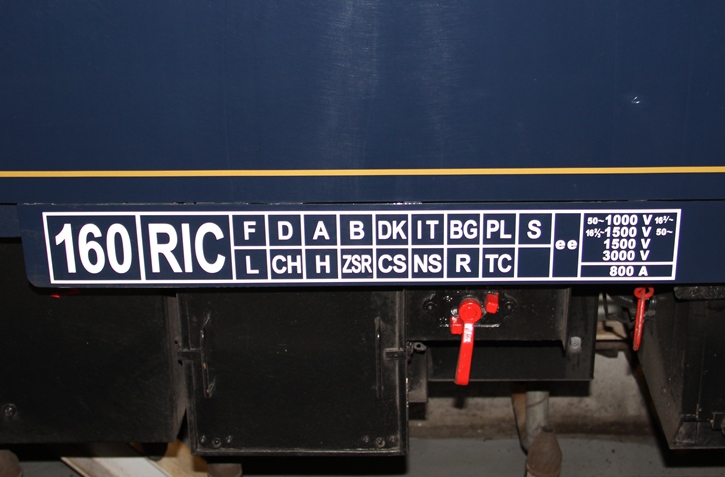 160 RIC F D A B DK IT BG PL S
L CH H ZSR CS NS R TC
ee
50~ 1000 V 16⅔~
16⅔~ 1500 V 50~
1500 V
3000 V
800 A